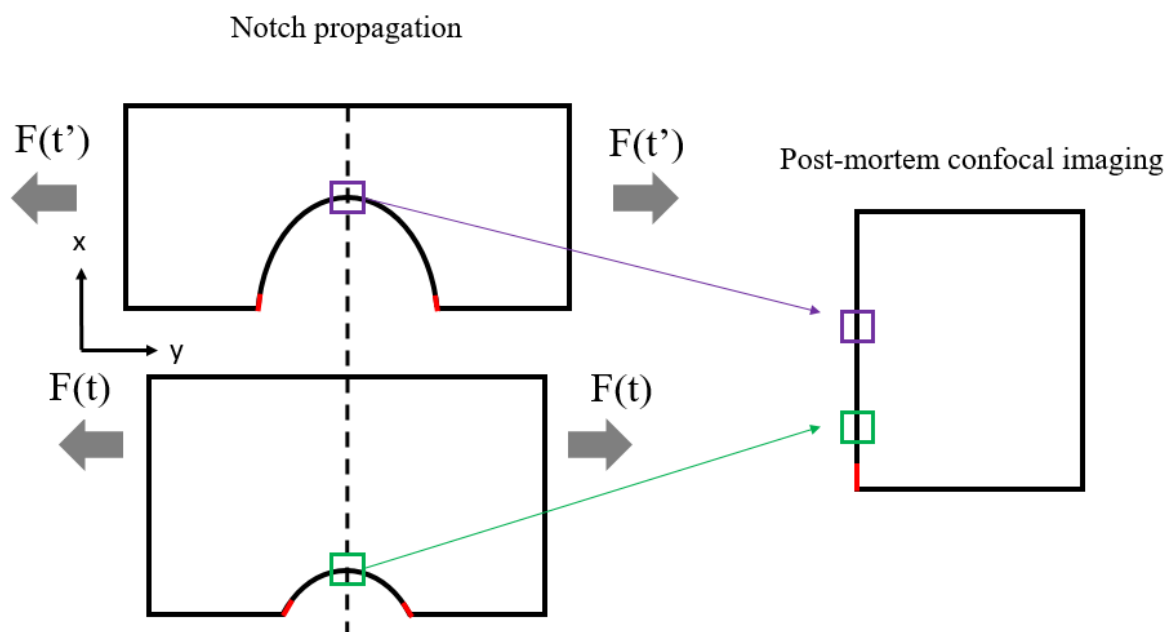 Notch propagation
F(t’)
F(t’)
Post-mortem confocal imaging
x
y
F(t)
F(t)